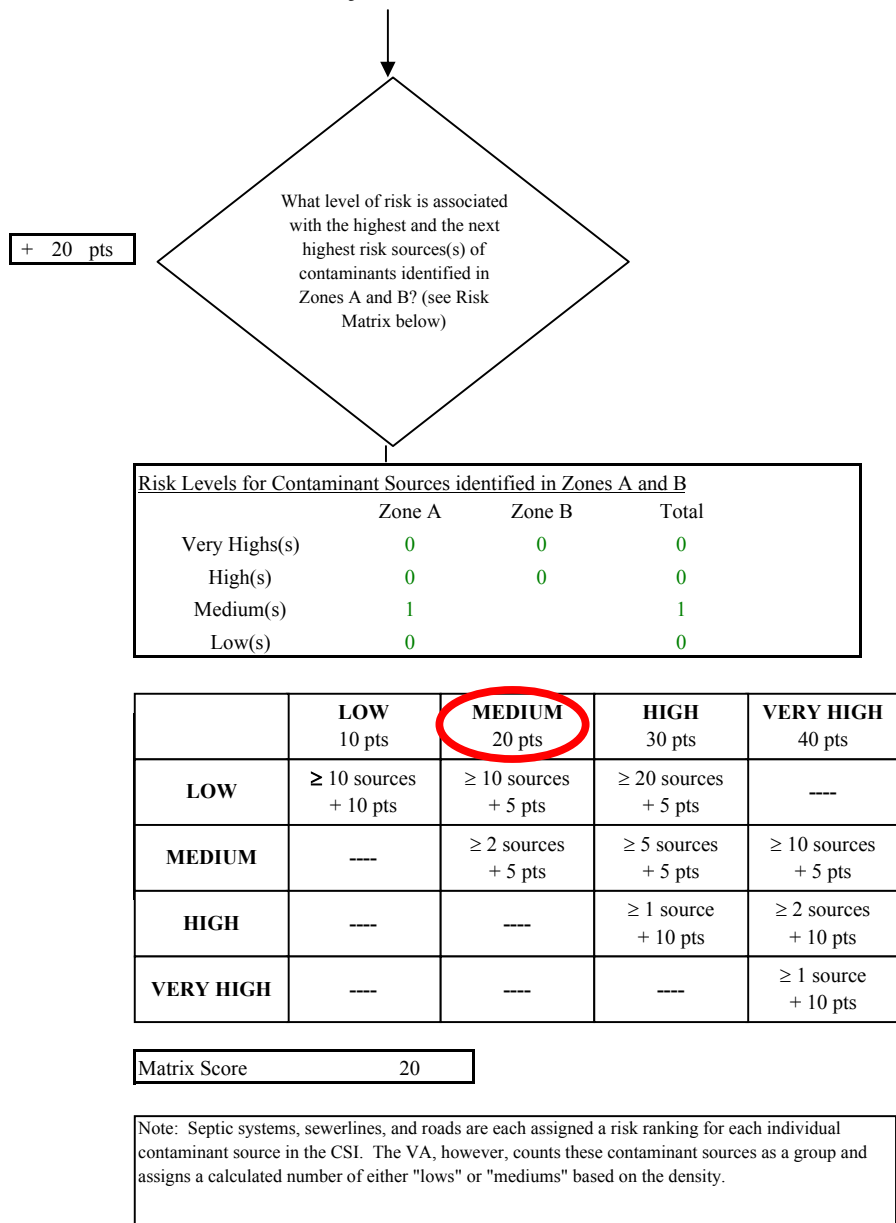 What level of risk is associated
with the highest and the next
highest risk sources(s) of
contaminants identified in
Zones A and B? (see Risk
Matrix below)
+ 20 pts
Risk Levels for Contaminant Sources identified in Zones A and B
Zone A Zone B Total
Very Highs(s) 0 0 0
High(s) 0 0 0
Medium(s) 1 1
Low(s) 0 0
LOW MEDIUM HIGH VERY HIGH
10 pts 20 pts 30 pts 40 pts
LOW ≥ 10 sources ≥ 10 sources ≥ 20 sources ----
+ 10 pts + 5 pts + 5 pts
MEDIUM ---- ≥ 2 sources ≥ 5 sources ≥ 10 sources
+ 5 pts + 5 pts + 5 pts
HIGH ---- ---- ≥ 1 source ≥ 2 sources
+ 10 pts + 10 pts
VERY HIGH ---- ---- ---- ≥ 1 source
+ 10 pts
Matrix Score 20
Note: Septic systems, sewerlines, and roads are each assigned a risk ranking for each individual
contaminant source in the CSI. The VA, however, counts these contaminant sources as a group and
assigns a calculated number of either "lows" or "mediums" based on the density.